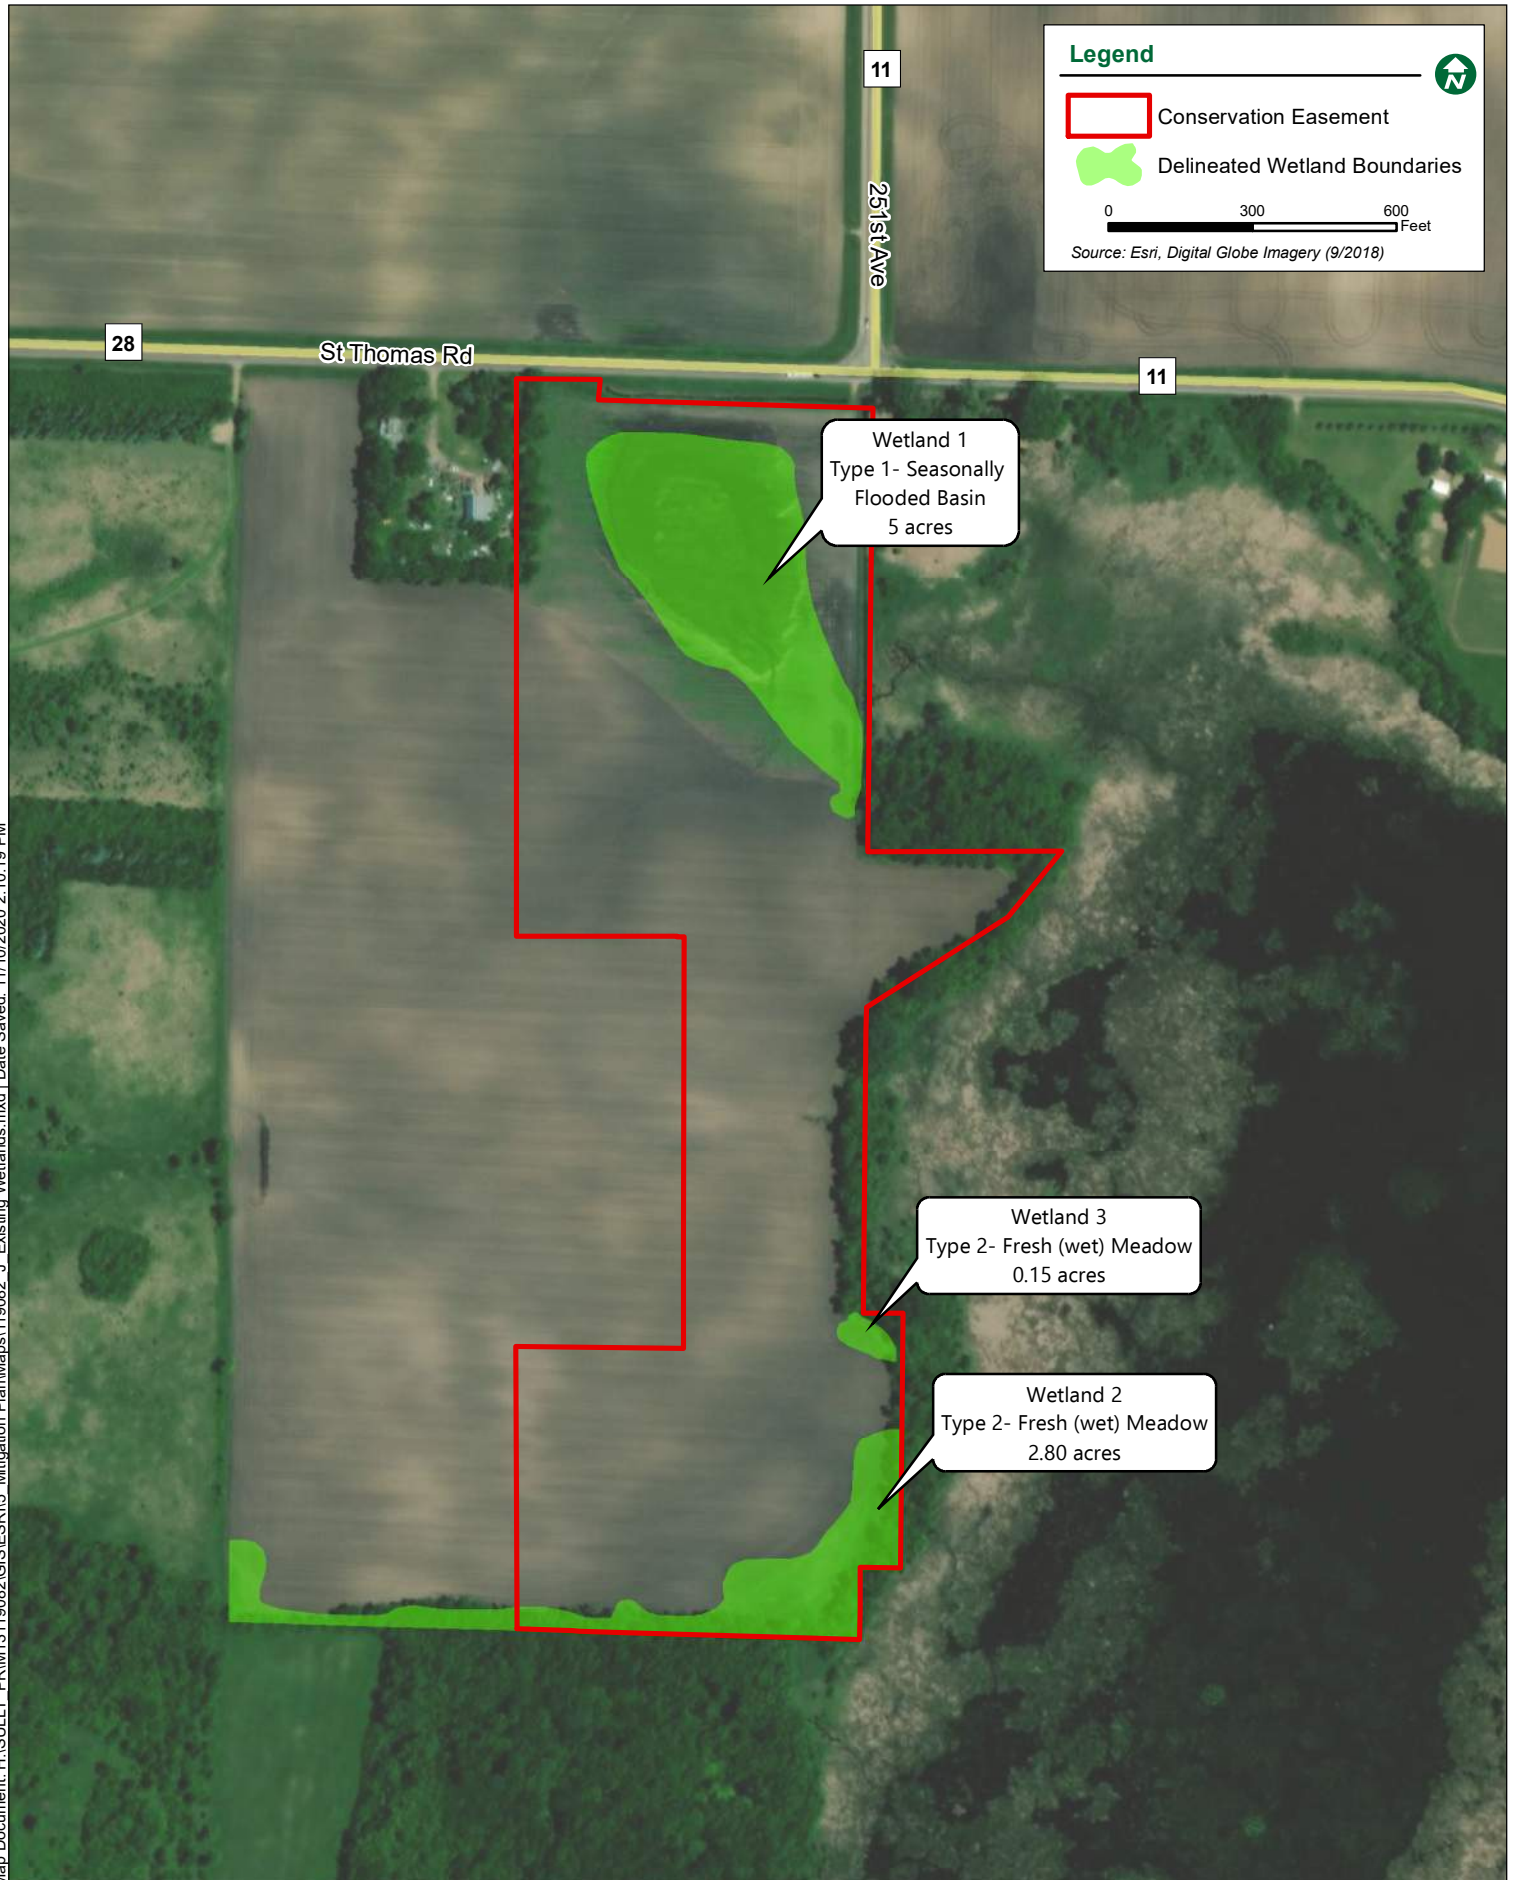 11
Legend
N
Conservation Easement
Delineated Wetland Boundaries
0 300 600
Feet
Source: Esri, Digital Globe Imagery (9/2018)
251st Ave
28
St Thomas Rd
11
Wetland 1
Type 1- Seasonally
Flooded Basin
5 acres
Wetland 3
Type 2- Fresh (wet) Meadow
0.15 acres
Wetland 2
Type 2- Fresh (wet) Meadow
2.80 acres